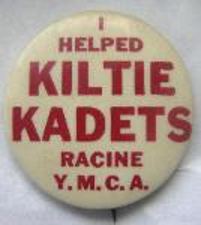 I
HELPED
KILTIE
KADETS
RACINE
Y.M.C.A.